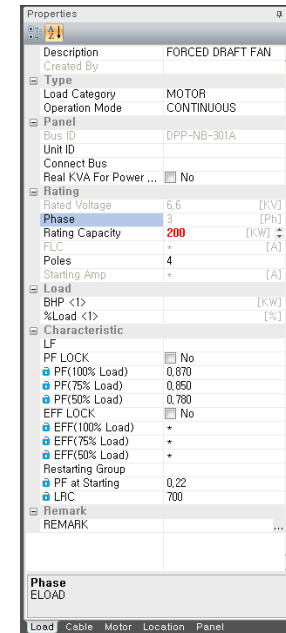 Properties
Description FORCED DRAFT FAN
Created By
Type
Load Category MOTOR
Operation Mode CONTINUOUS
Panel
Bus ID DPP-NB-301A
Unit ID
Connect Bus
Real KVA For Power ... No
Rating
Rated Voltage 6,6 [KV]
Phase 3 [Ph]
Rating Capacity 200 [KW]
FLC * [A]
Poles 4
Starting Amp * [A]
Load
BHP <1> [KW]
%Load <1> [%]
Characteristic
LF
PF LOCK No
PF(100% Load) 0,870
PF(75% Load) 0,850
PF(50% Load) 0,780
EFF LOCK No
EFF(100% Load) *
EFF(75% Load) *
EFF(50% Load) *
Restarting Group
PF at Starting 0,22
LRC 700
Remark
REMARK ...
Phase
ELOAD
Load Cable Motor Location Panel